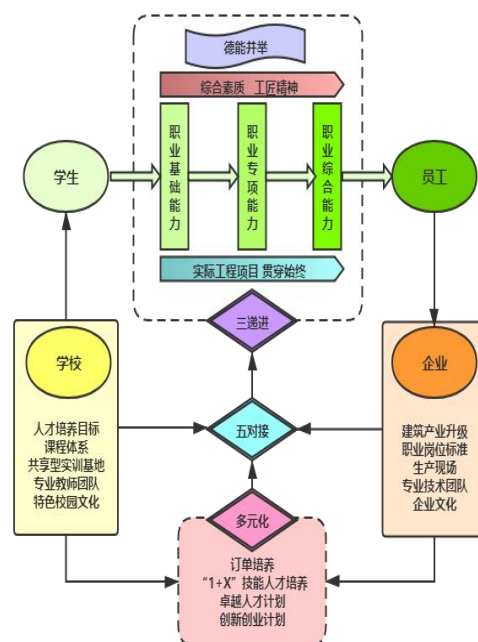 德能并举
综合素质 工匠精神
职业基础能力
职业专项能力
职业综合能力
学生
员工
实际工程项目 贯穿始终
三递进
学校
人才培养目标
课程体系
共享型实训基地
专业教师团队
特色校园文化
五对接
企业
建筑产业升级
职业岗位标准
生产现场
专业技术团队
企业文化
多元化
订单培养
“1+X”技能人才培养
卓越人才计划
创新创业计划